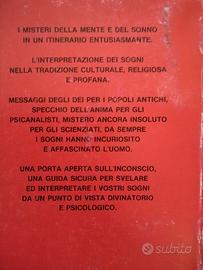 I MISTERI DELLA MENTE E DEL SONNO
IN UN ITINERARIO ENTUSIASMANTE.
L'INTERPRETAZIONE DEI SOGNI
NELLA TRADIZIONE CULTURALE, RELIGIOSA
E PROFANA.
MESSAGGI DEGLI DEI PER I POPOLI ANTICHI,
SPECCHIO DELL'ANIMA PER GLI
PSICANALISTI, MISTERO ANCORA INSOLUTO
PER GLI SCIENZIATI, DA SEMPRE
I SOGNI HANNO INCURIOSITO
E AFFASCINATO L'UOMO.
UNA PORTA APERTA SULL'INCONSCIO,
UNA GUIDA SICURA PER SVELARE
ED INTERPRETARE I VOSTRI SOGNI
DA UN PUNTO DI VISTA DIVINATORIO
E PSICOLOGICO.
subito